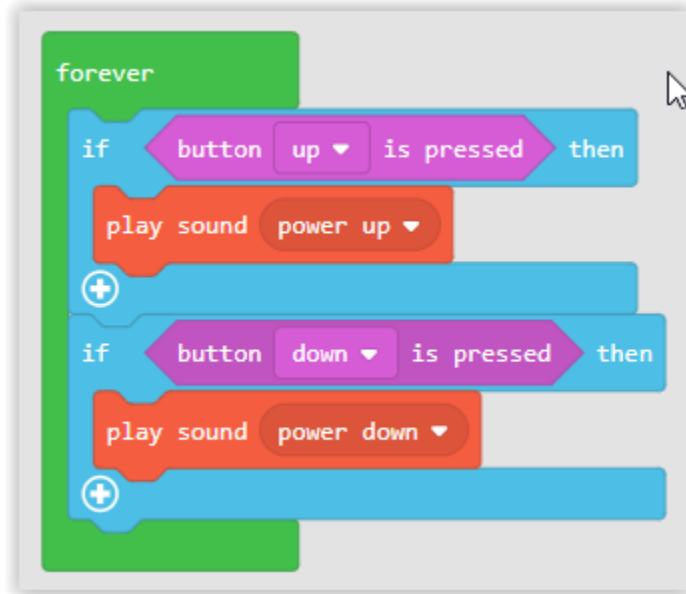 forever
if button up is pressed then
play sound power up
if button down is pressed then
play sound power down